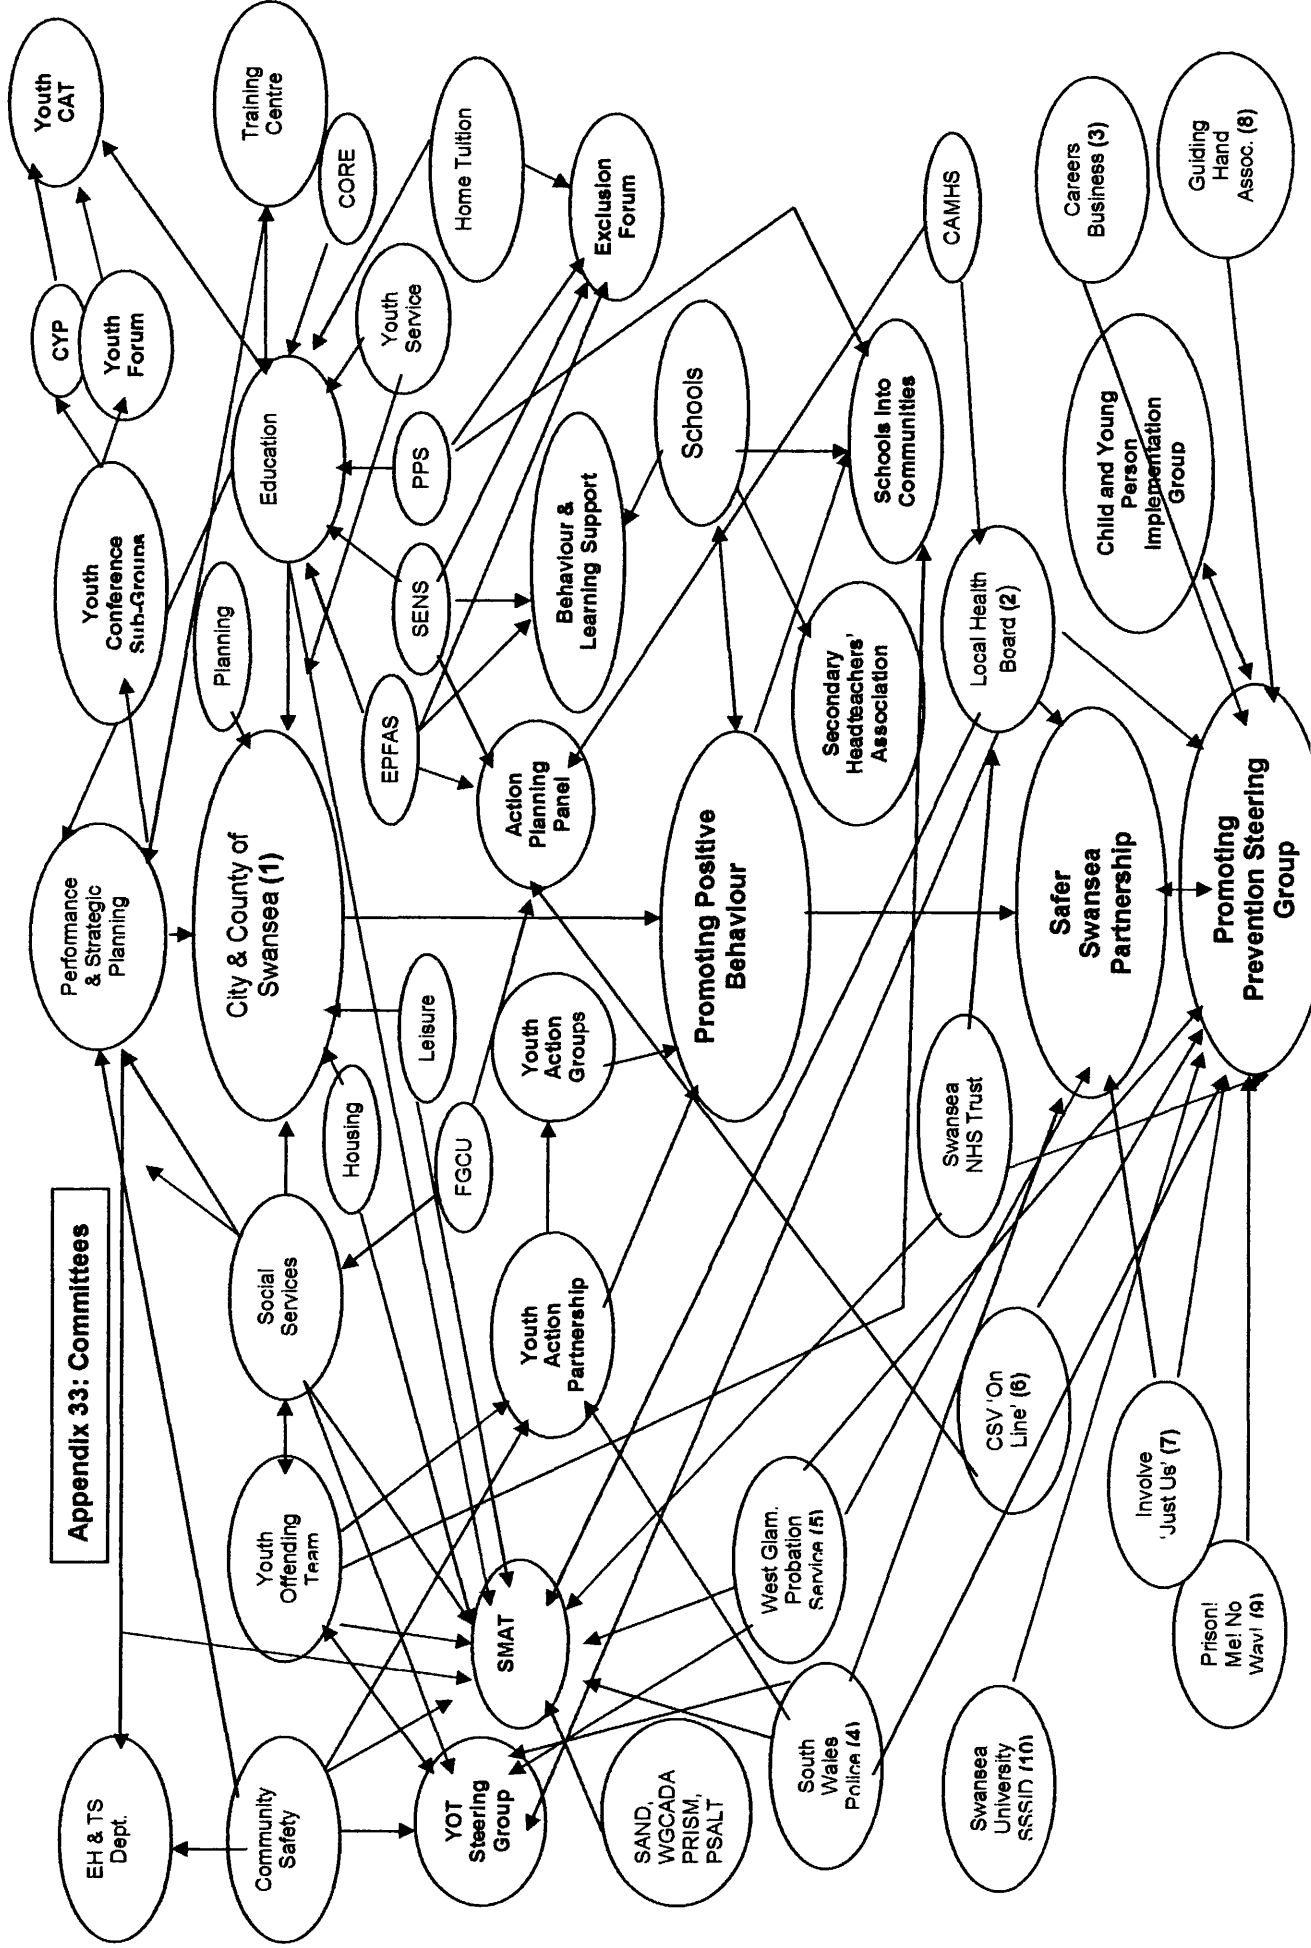 Appendix 33: Committees
EH & TS
Dept.
Performance
& Strategic
Planning
Youth
Conference
Sub-Groups
CYP
Youth
Forum
Youth
CAT
Community
Safety
Youth
Offending
Team
Social
Services
City & County of
Swansea (1)
Planning
Education
Training
Centre
CORE
Housing
Leisure
EPFAS
SENS
PPS
Youth
Service
Home Tuition
YOT
Steering
Group
SMAT
Youth
Action
Partnership
FGCU
Youth
Action
Groups
Action
Planning
Panel
Behaviour &
Learning Support
Exclusion
Forum
SAND,
WGCADA
PRISM,
PSALT
Promoting Positive
Behaviour
Schools
South
Wales
Police (4)
West Glam.
Probation
Service (5)
Secondary
Headteachers'
Association
Schools Into
Communities
Swansea
NHS Trust
Local Health
Board (2)
CAMHS
Swansea
University
SSSID (10)
CSV 'On
Line' (6)
Safer
Swansea
Partnership
Child and Young
Person
Implementation
Group
Careers
Business (3)
Involve
'Just Us' (7)
Prison!
Me! No
Way! (9)
Promoting
Prevention Steering
Group
Guiding
Hand
Assoc. (8)